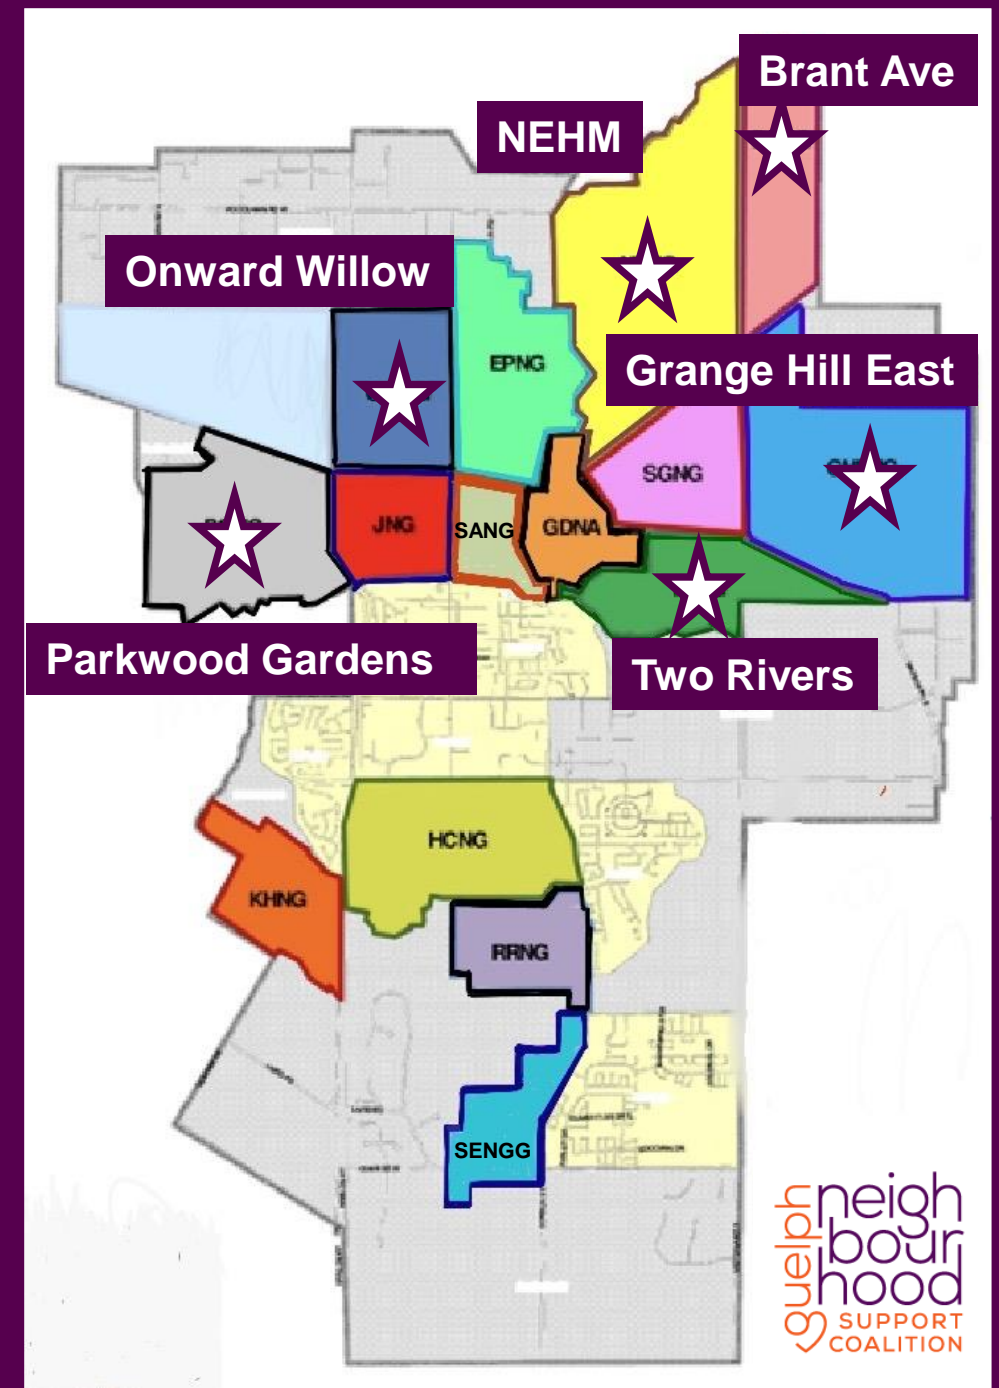 Brant Ave
NEHM
Onward Willow
EPNG
Grange Hill East
SGNG
JNG
SANG
GDNA
Parkwood Gardens
Two Rivers
HCNG
KHNG
RRNG
SENGG
guelph
neigh
bour
hood
SUPPORT
COALITION